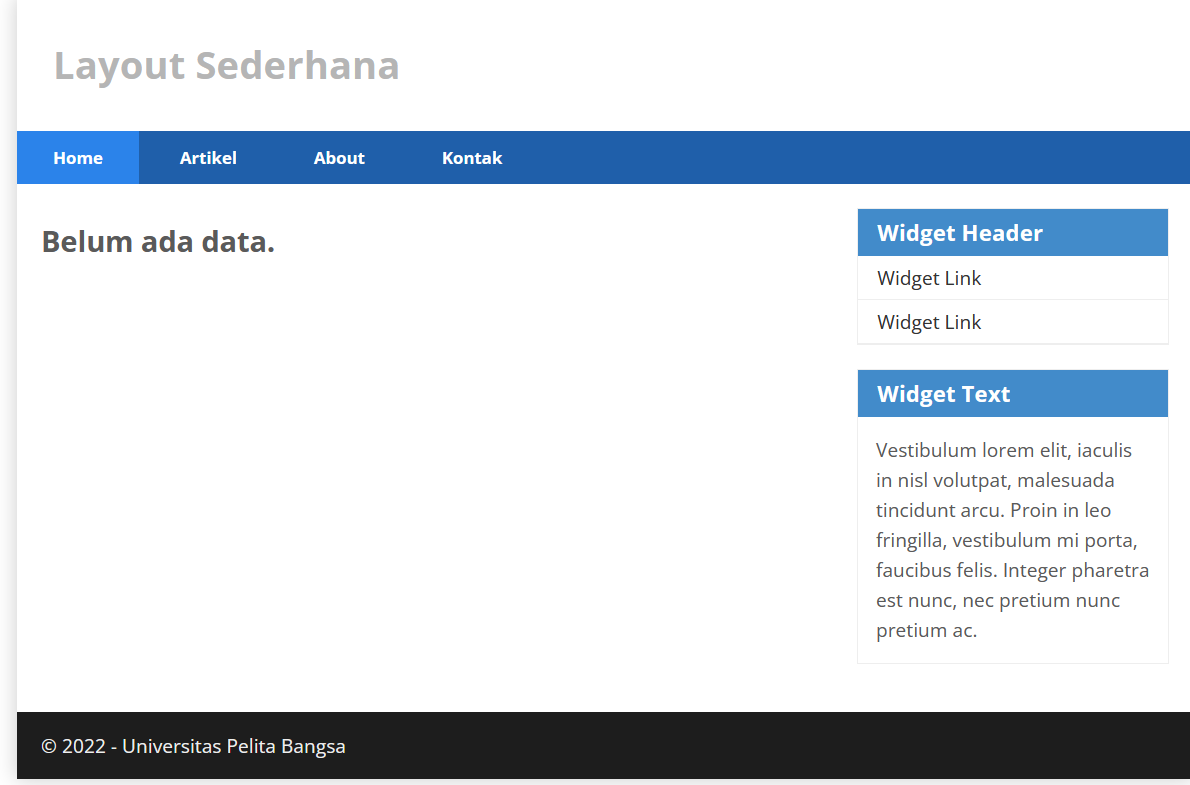 Layout Sederhana
Home Artikel About Kontak
Belum ada data.
Widget Header
Widget Link
Widget Link
Widget Text
Vestibulum lorem elit, iaculis
in nisl volutpat, malesuada
tincidunt arcu. Proin in leo
fringilla, vestibulum mi porta,
faucibus felis. Integer pharetra
est nunc, nec pretium nunc
pretium ac.
© 2022 - Universitas Pelita Bangsa